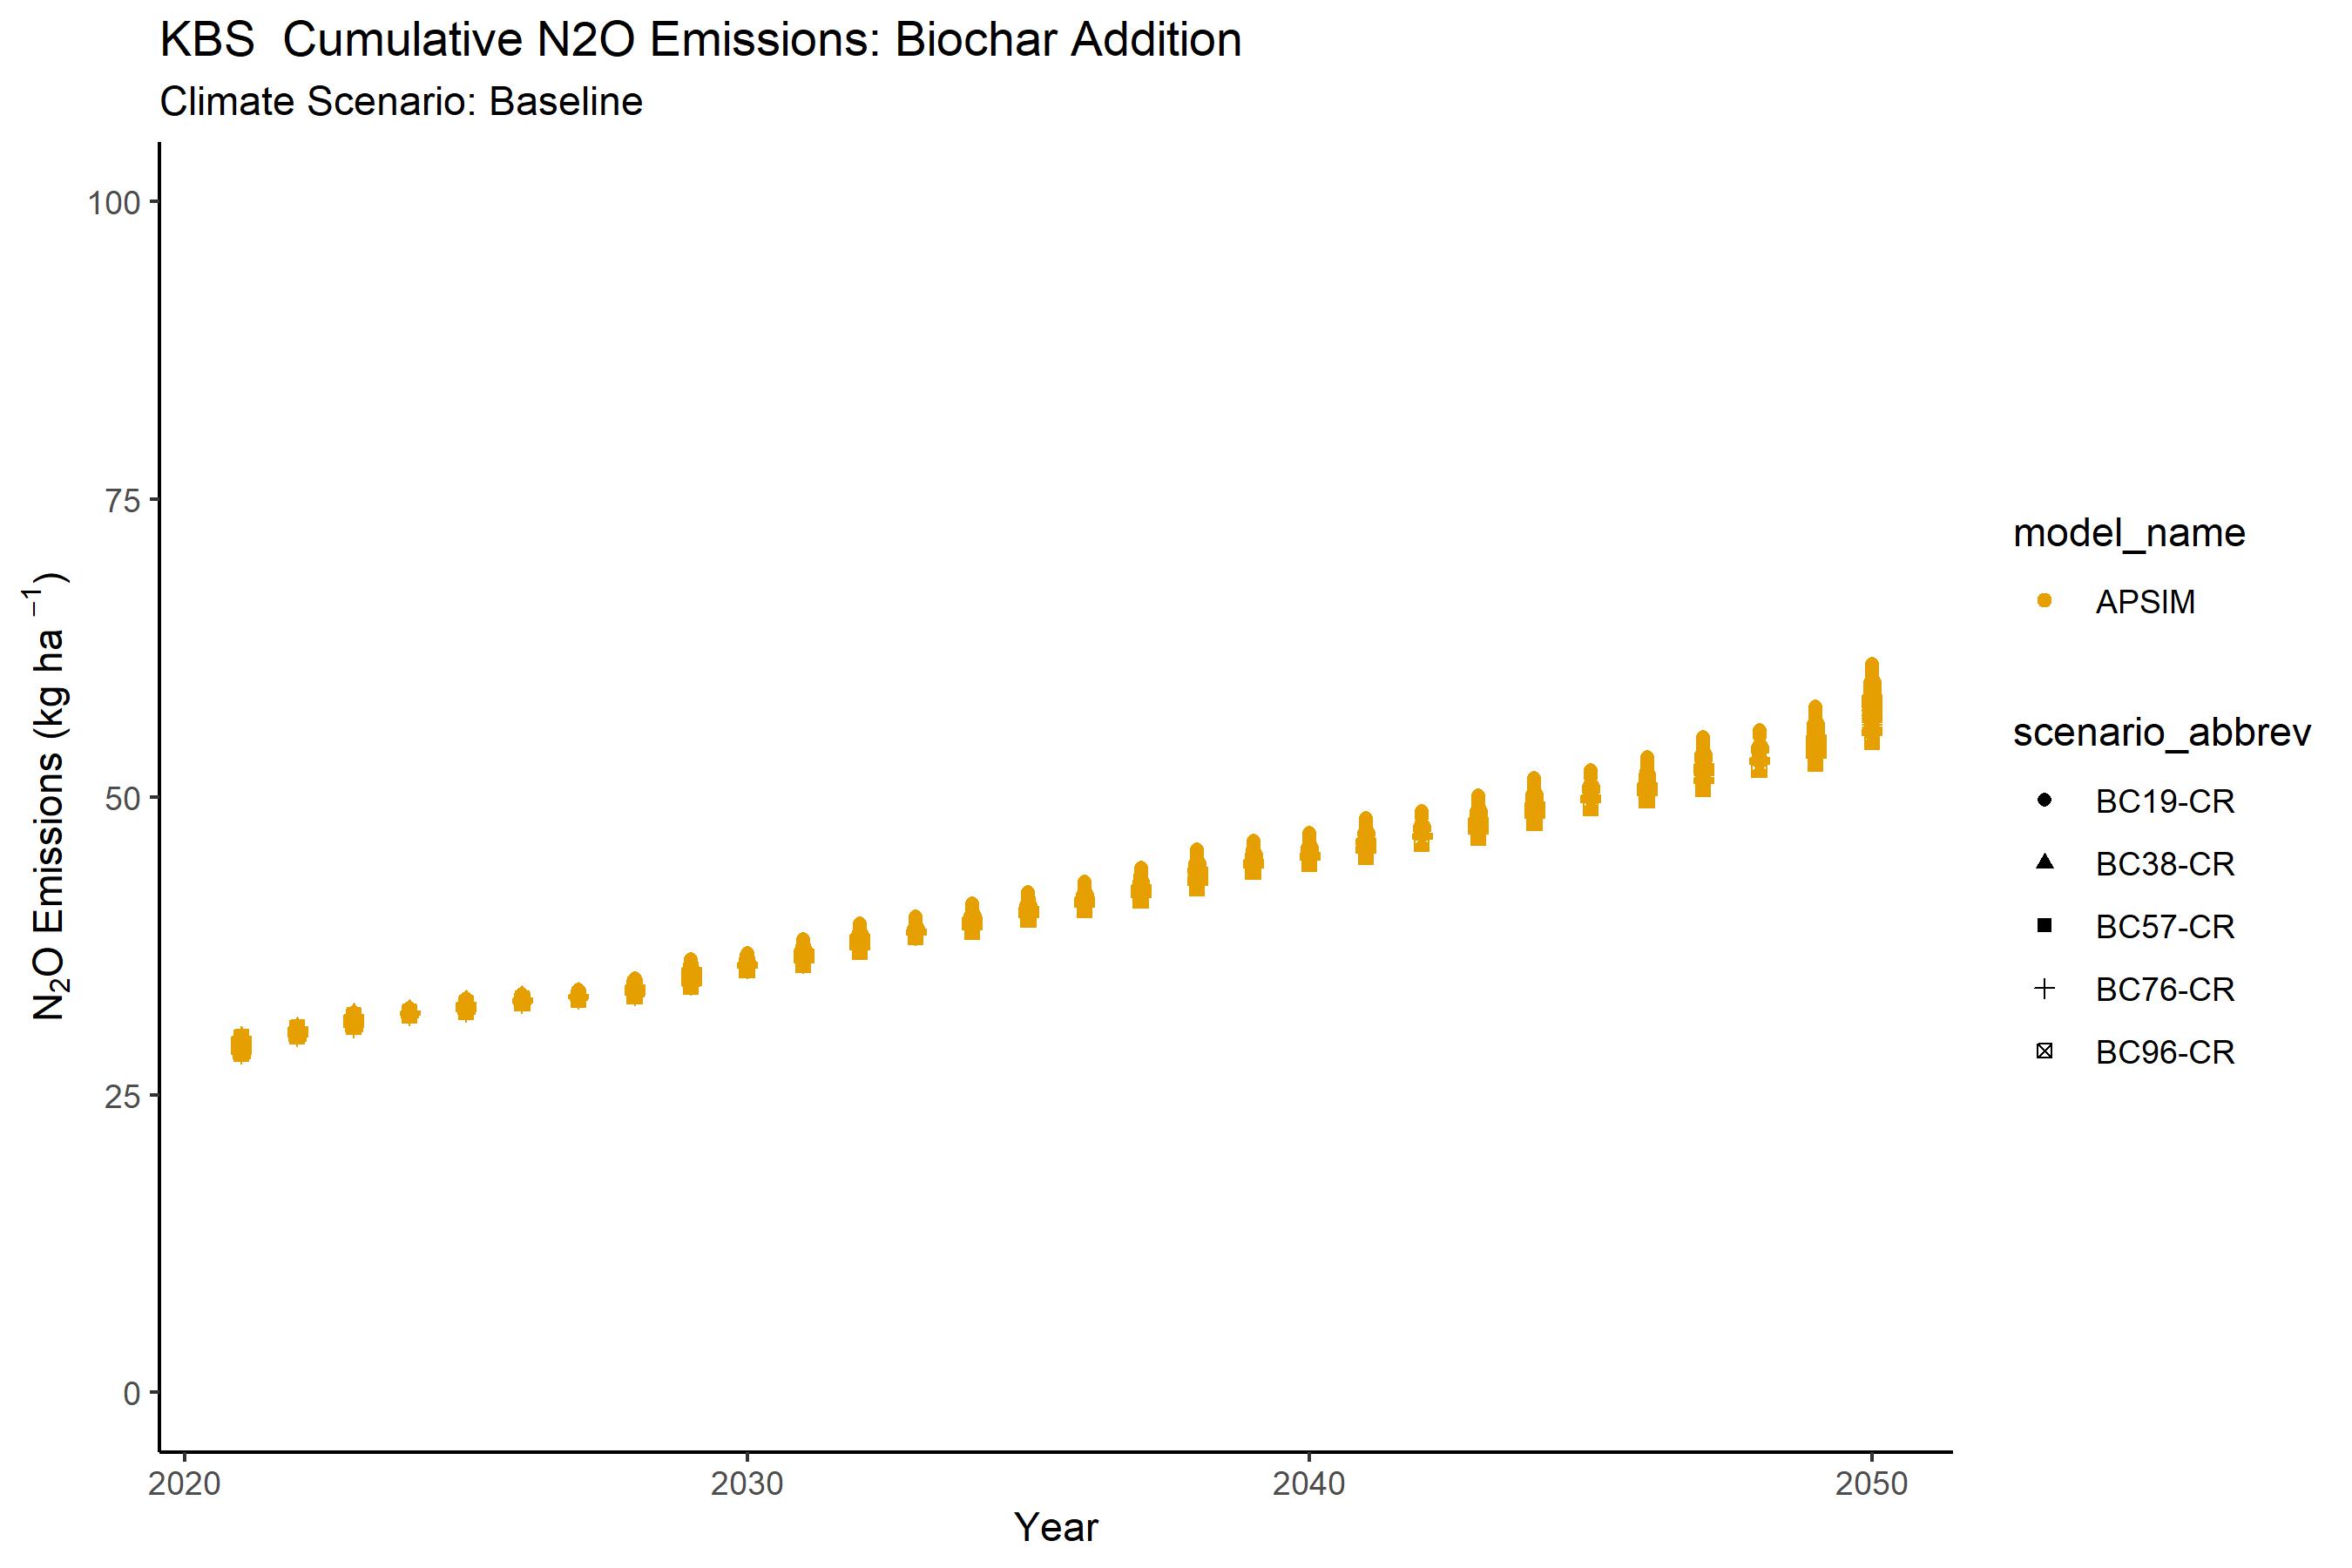 KBS  Cumulative N2O Emissions: Biochar Addition
Climate Scenario: Baseline
100
75
50
25
0
N₂O Emissions (kg ha ⁻¹)
2020 2030 2040 2050
Year
model_name
APSIM
scenario_abbrev
BC19-CR
BC38-CR
BC57-CR
BC76-CR
BC96-CR